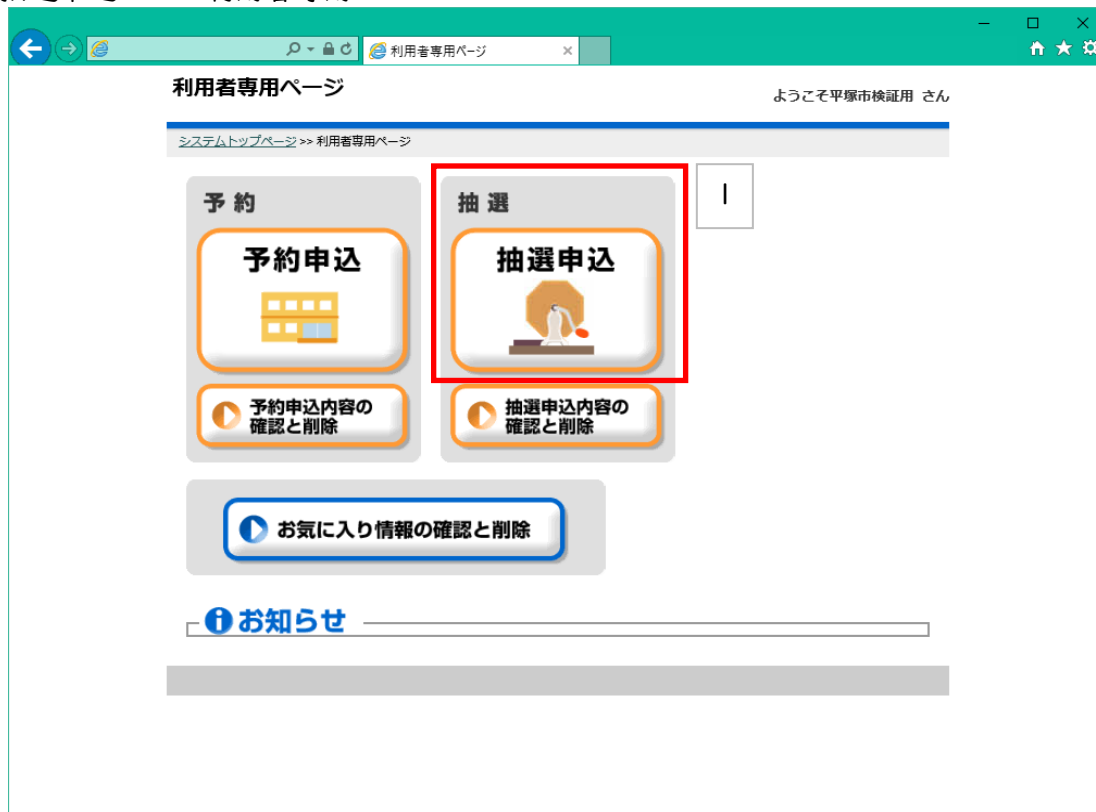 利用者専用ページ
利用者専用ページ
ようこそ平塚市検証用 さん
システムトップページ >> 利用者専用ページ
予約
抽選
1
予約申込
抽選申込
予約申込内容の
確認と削除
抽選申込内容の
確認と削除
お気に入り情報の確認と削除
お知らせ